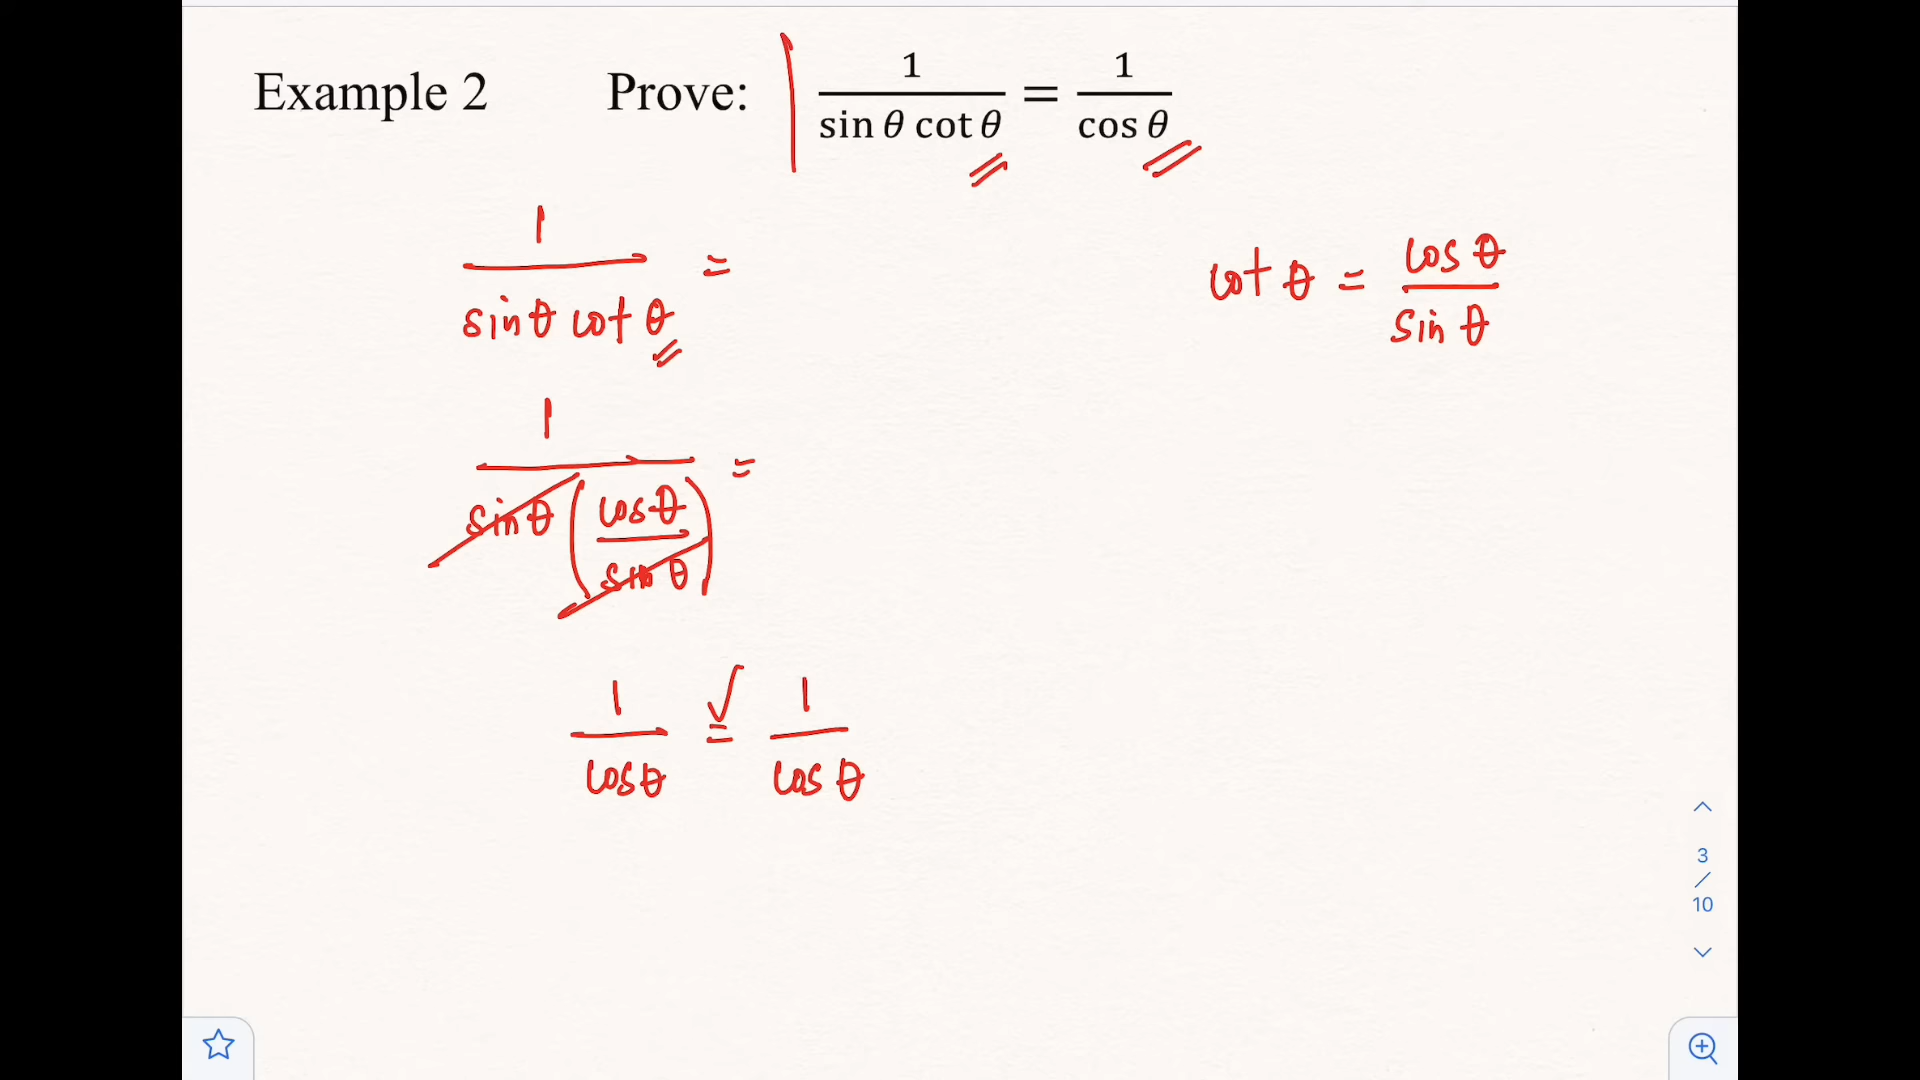 Example 2 Prove: 1/(sin θ cot θ) = 1/(cos θ)
1/(sin θ cot θ) =
cot θ = cos θ/sin θ
1/(sin θ (cos θ/sin θ)) =
1/cos θ = 1/cos θ
3
/
10